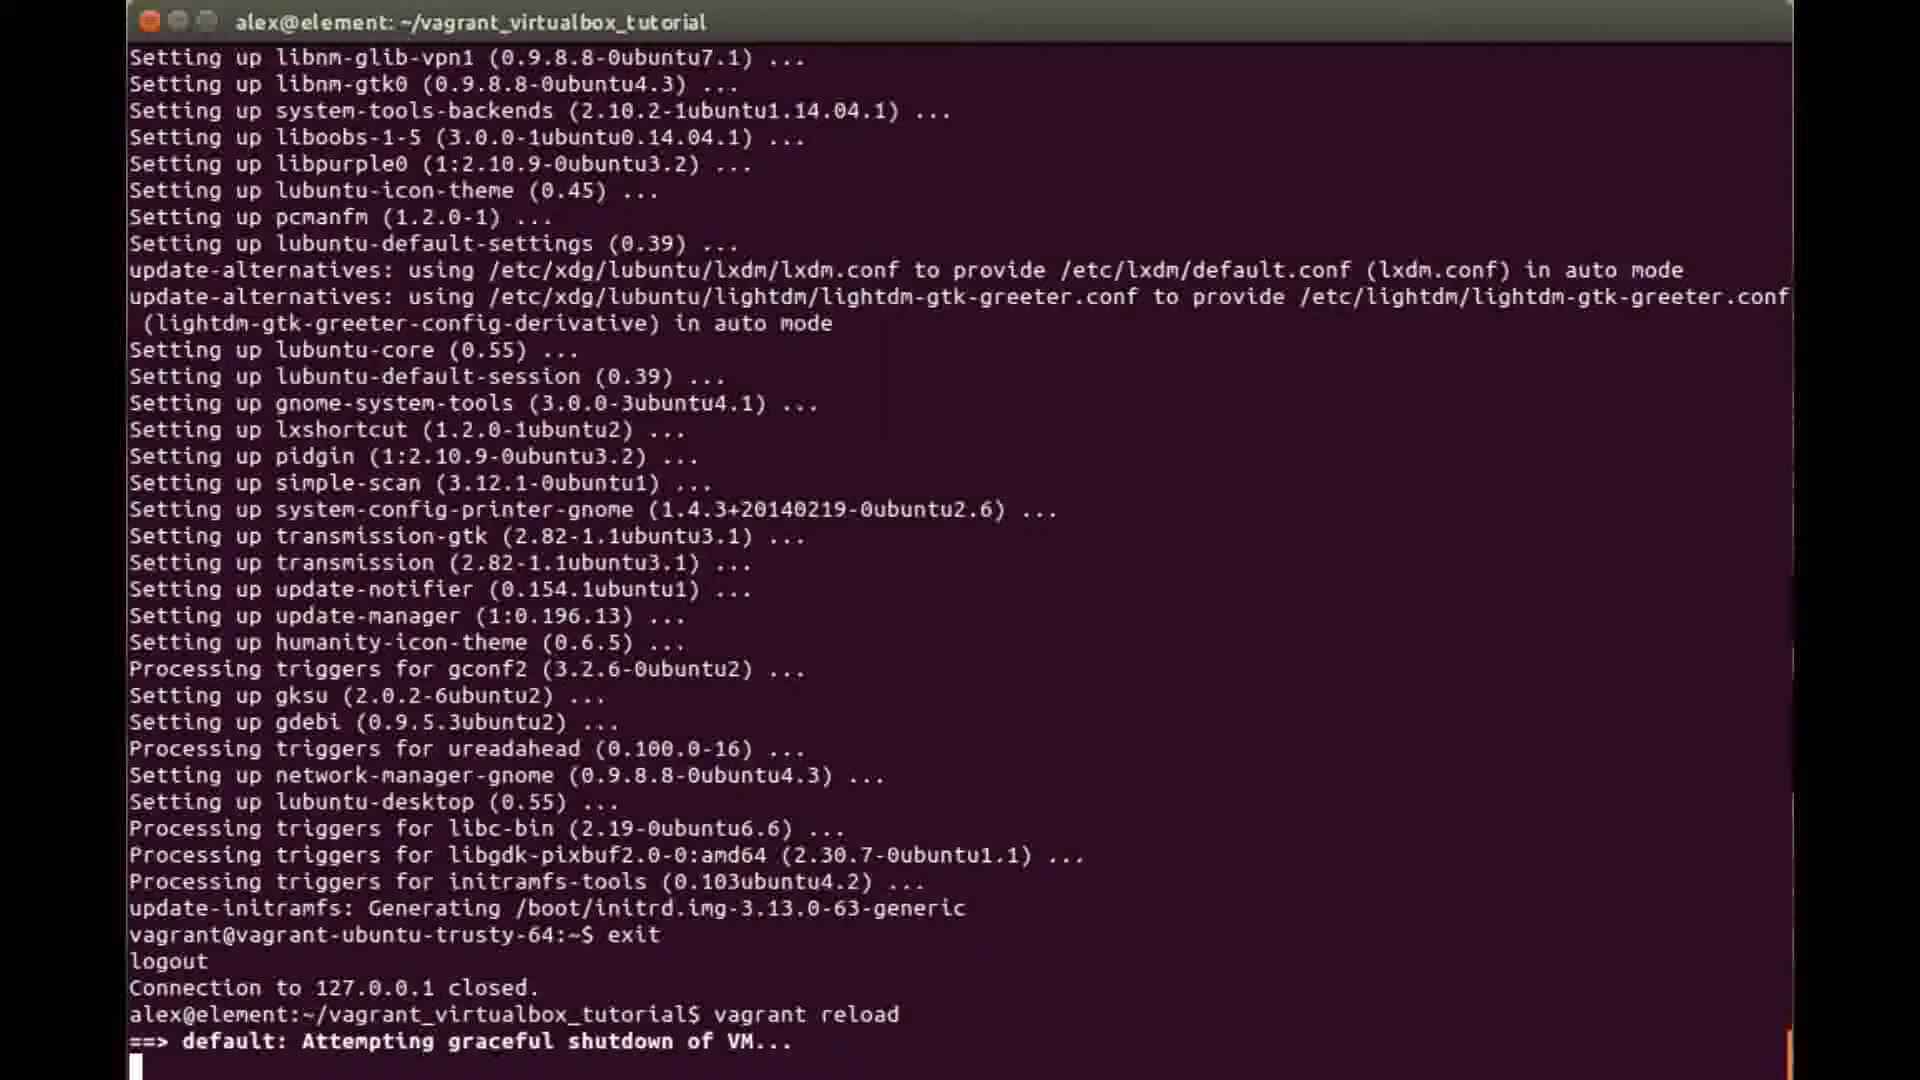 alex@element: ~/vagrant_virtualbox_tutorial
Setting up libnm-glib-vpn1 (0.9.8.8-0ubuntu7.1) ...
Setting up libnm-gtk0 (0.9.8.8-0ubuntu4.3) ...
Setting up system-tools-backends (2.10.2-1ubuntu1.14.04.1) ...
Setting up liboobs-1-5 (3.0.0-1ubuntu0.14.04.1) ...
Setting up libpurple0 (1:2.10.9-0ubuntu3.2) ...
Setting up lubuntu-icon-theme (0.45) ...
Setting up pcmanfm (1.2.0-1) ...
Setting up lubuntu-default-settings (0.39) ...
update-alternatives: using /etc/xdg/lubuntu/lxdm/lxdm.conf to provide /etc/lxdm/default.conf (lxdm.conf) in auto mode
update-alternatives: using /etc/xdg/lubuntu/lightdm/lightdm-gtk-greeter.conf to provide /etc/lightdm/lightdm-gtk-greeter.conf
(lightdm-gtk-greeter-config-derivative) in auto mode
Setting up lubuntu-core (0.55) ...
Setting up lubuntu-default-session (0.39) ...
Setting up gnome-system-tools (3.0.0-3ubuntu4.1) ...
Setting up lxshortcut (1.2.0-1ubuntu2) ...
Setting up pidgin (1:2.10.9-0ubuntu3.2) ...
Setting up simple-scan (3.12.1-0ubuntu1) ...
Setting up system-config-printer-gnome (1.4.3+20140219-0ubuntu2.6) ...
Setting up transmission-gtk (2.82-1.1ubuntu3.1) ...
Setting up transmission (2.82-1.1ubuntu3.1) ...
Setting up update-notifier (0.154.1ubuntu1) ...
Setting up update-manager (1:0.196.13) ...
Setting up humanity-icon-theme (0.6.5) ...
Processing triggers for gconf2 (3.2.6-0ubuntu2) ...
Setting up gksu (2.0.2-6ubuntu2) ...
Setting up gdebi (0.9.5.3ubuntu2) ...
Processing triggers for ureadahead (0.100.0-16) ...
Setting up network-manager-gnome (0.9.8.8-0ubuntu4.3) ...
Setting up lubuntu-desktop (0.55) ...
Processing triggers for libc-bin (2.19-0ubuntu6.6) ...
Processing triggers for libgdk-pixbuf2.0-0:amd64 (2.30.7-0ubuntu1.1) ...
Processing triggers for initramfs-tools (0.103ubuntu4.2) ...
update-initramfs: Generating /boot/initrd.img-3.13.0-63-generic
vagrant@vagrant-ubuntu-trusty-64:~$ exit
logout
Connection to 127.0.0.1 closed.
alex@element:~/vagrant_virtualbox_tutorial$ vagrant reload
==> default: Attempting graceful shutdown of VM...